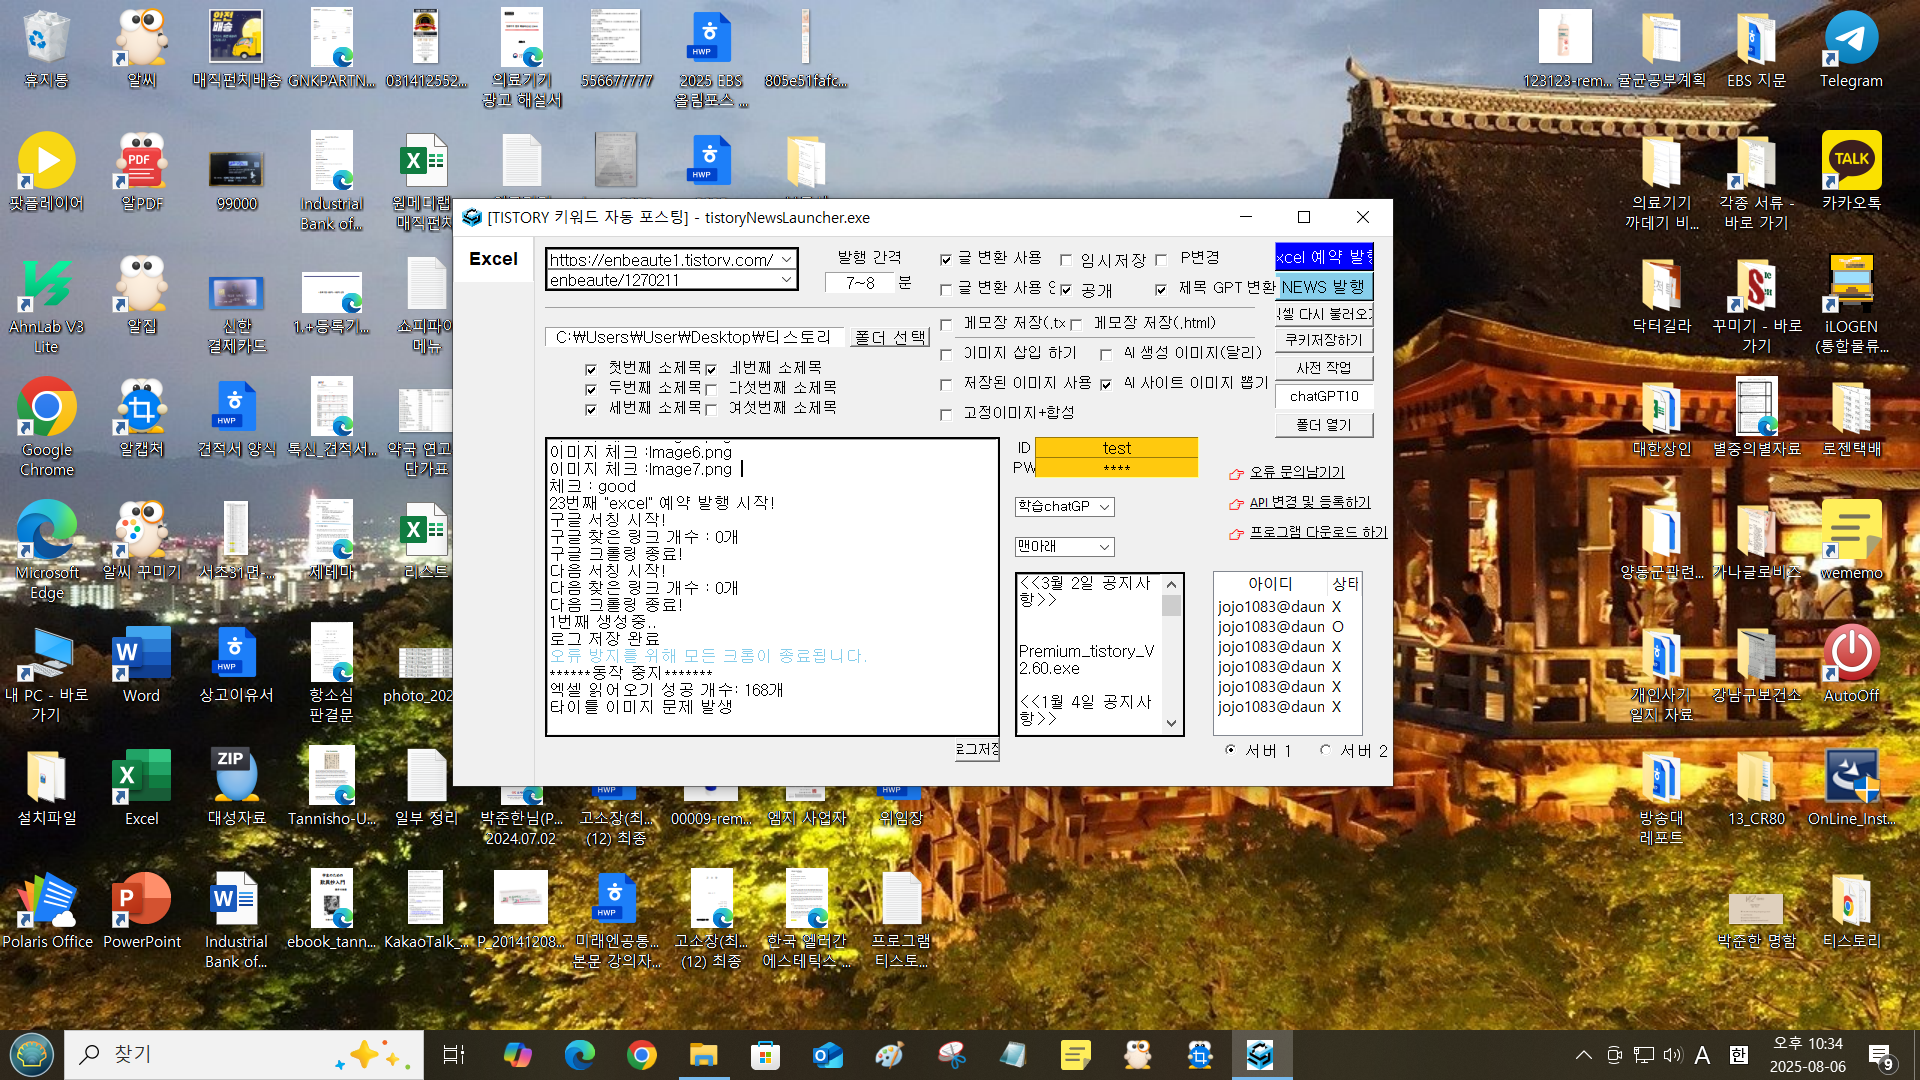 휴지통
알씨
매직펀치배송
GNKPARTN...
031412552...
의료기기
광고 해설서
556677777
2025 EBS
올림포스 ...
805e51fafc...
123123-rem...
귤균공부계획
EBS 지문
Telegram
팟플레이어
알PDF
99000
Industrial
Bank of...
원메디랩
매직펀치
의료기기
까데기 비...
각종 서류 -
바로 가기
카카오톡
AhnLab V3
Lite
알집
신한
결제카드
1.+등록기...
쇼피파이
메뉴
닥터길라
꾸미기 - 바로
가기
iLOGEN
(통합물류...
Google
Chrome
알캡처
견적서 양식
톡신_견적서...
약국 연고
단가표
대한상인
별중의별자료
로젠택배
Microsoft
Edge
알씨 꾸미기
서초31면-...
제테마
리스트
양동군관련...
가나글로비스
wememo
내 PC - 바로
가기
Word
상고이유서
항소심
판결문
photo_202
개인사기
일지 자료
강남구보건소
AutoOff
설치파일
Excel
대성자료
Tannisho-U...
일부 정리
박준한님(P...
2024.07.02
고소장(최...
(12) 최종
00009-rem...
엠지 사업자
위임장
방송대
레포트
13_CR80
OnLine_Inst...
Polaris Office
PowerPoint
Industrial
Bank of...
ebook_tann...
KakaoTalk_...
P_20141208...
미래엔공통...
본문 강의자...
고소장(최...
(12) 최종
한국 엘러간
에스테틱스 ...
프로그램
티스토...
박준한 명함
티스토리
[TISTORY 키워드 자동 포스팅] - tistoryNewsLauncher.exe
Excel
https://enbeaute1.tistory.com/
enbeaute/1270211
발행 간격
7~8 분
글 변환 사용
임시저장
P변경
글 변환 사용
공개
제목 GPT 변환
xcel 예약 발행
NEWS 발행
엑셀 다시 불러오기
쿠키저장하기
사전 작업
chatGPT10
폴더 열기
C:₩Users₩User₩Desktop₩티스토리
폴더 선택
메모장 저장(.tx
메모장 저장(.html)
이미지 삽입 하기
AI 생성 이미지(달리)
저장된 이미지 사용
AI 사이트 이미지 뽑기
고정이미지+합성
첫번째 소제목
네번째 소제목
두번째 소제목
다섯번째 소제목
세번째 소제목
여섯번째 소제목
이미지 체크 :Image6.png
이미지 체크 :Image7.png
체크 : good
23번째 "excel" 예약 발행 시작!
구글 서칭 시작!
구글 찾은 링크 개수 : 0개
구글 크롤링 종료!
다음 서칭 시작!
다음 찾은 링크 개수 : 0개
다음 크롤링 종료!
1번째 생성중..
로그 저장 완료
오류 방지를 위해 모든 크롬이 종료됩니다.
******동작 중지*******
엑셀 읽어오기 성공 개수: 168개
타이틀 이미지 문제 발생
로그저장
ID test
PW ****
학습chatGP
맨아래
오류 문의남기기
API 변경 및 등록하기
프로그램 다운로드 하기
<<3월 2일 공지사
항>>
Premium_tistory_V
2.60.exe
<<1월 4일 공지사
항>>
아이디 상태
jojo1083@daun X
jojo1083@daun O
jojo1083@daun X
jojo1083@daun X
jojo1083@daun X
jojo1083@daun X
서버 1
서버 2
찾기
A
한
오후 10:34
2025-08-06
9